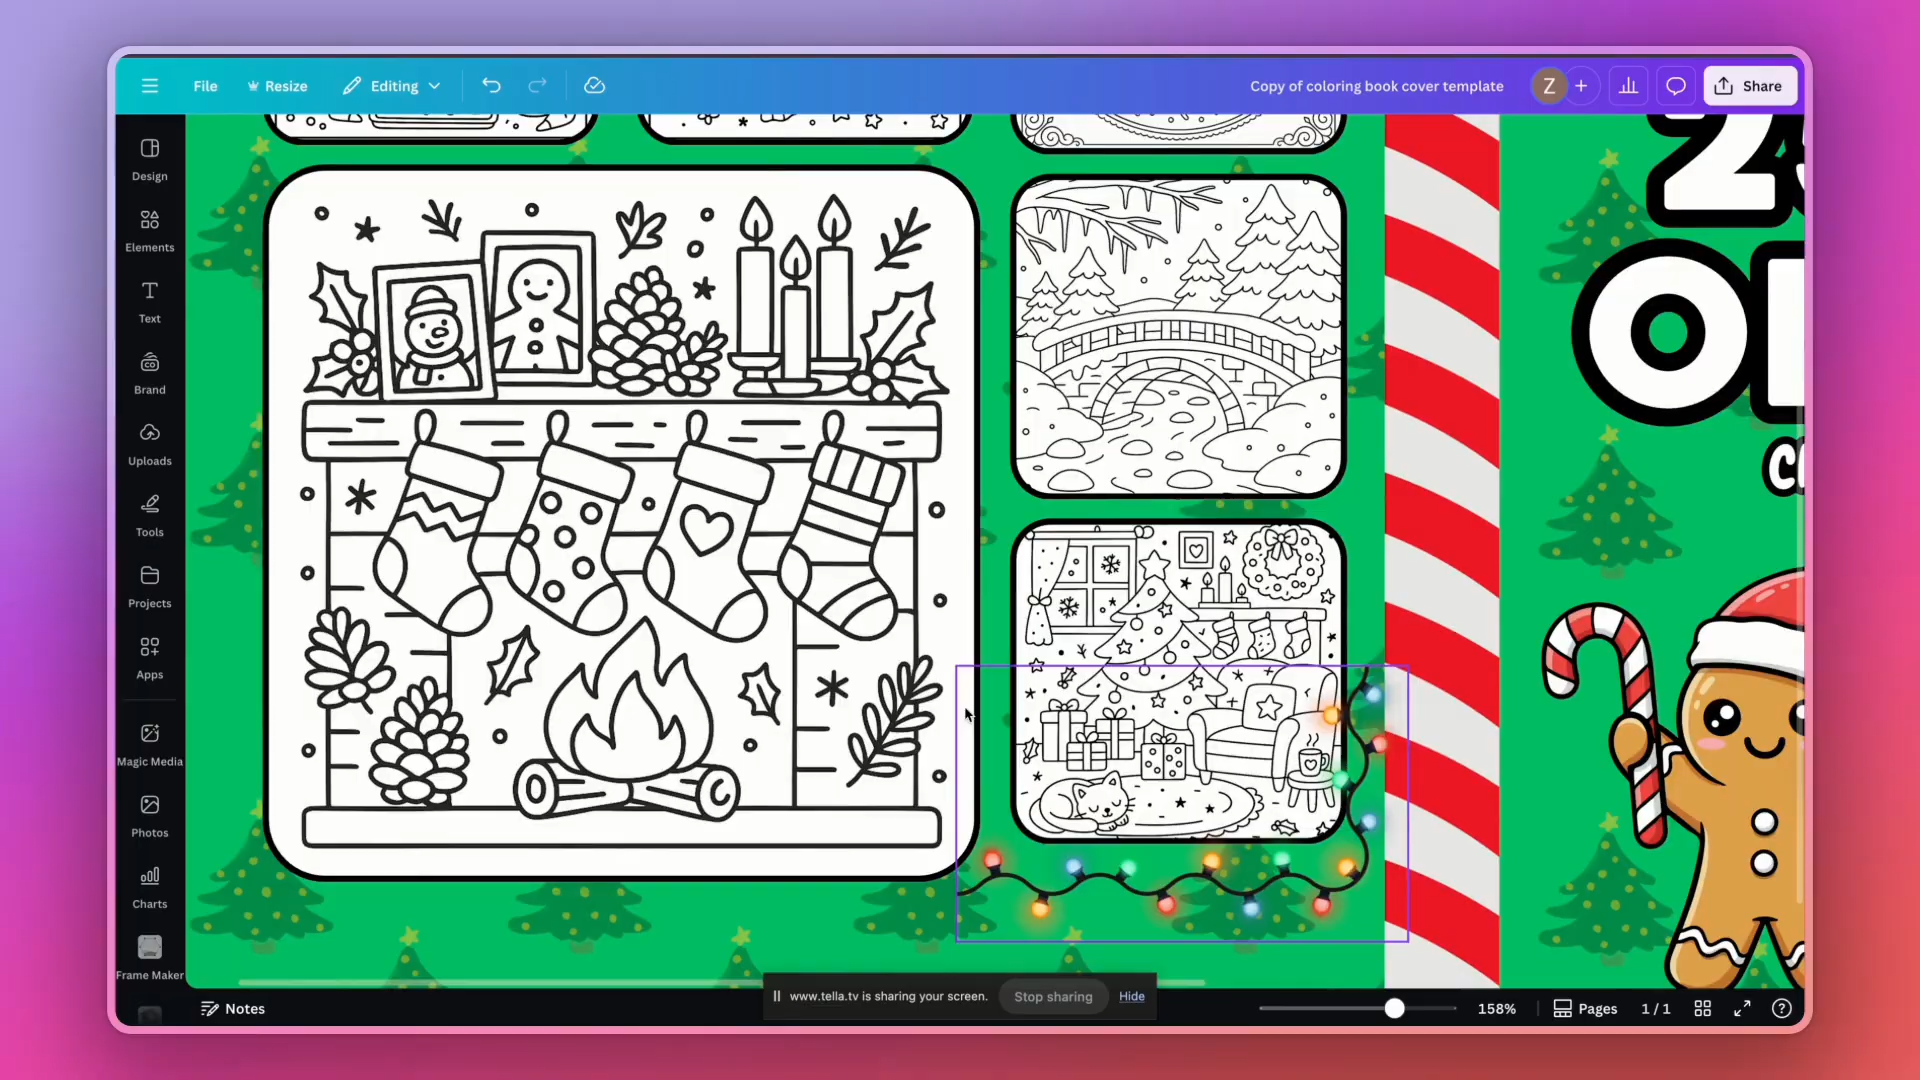 File
Resize
Editing
Copy of coloring book cover template
Z
Share
Design
Elements
Text
Brand
Uploads
Tools
Projects
Apps
Magic Media
Photos
Charts
Frame Maker
Notes
www.tella.tv is sharing your screen.
Stop sharing
Hide
158%
Pages
1 / 1